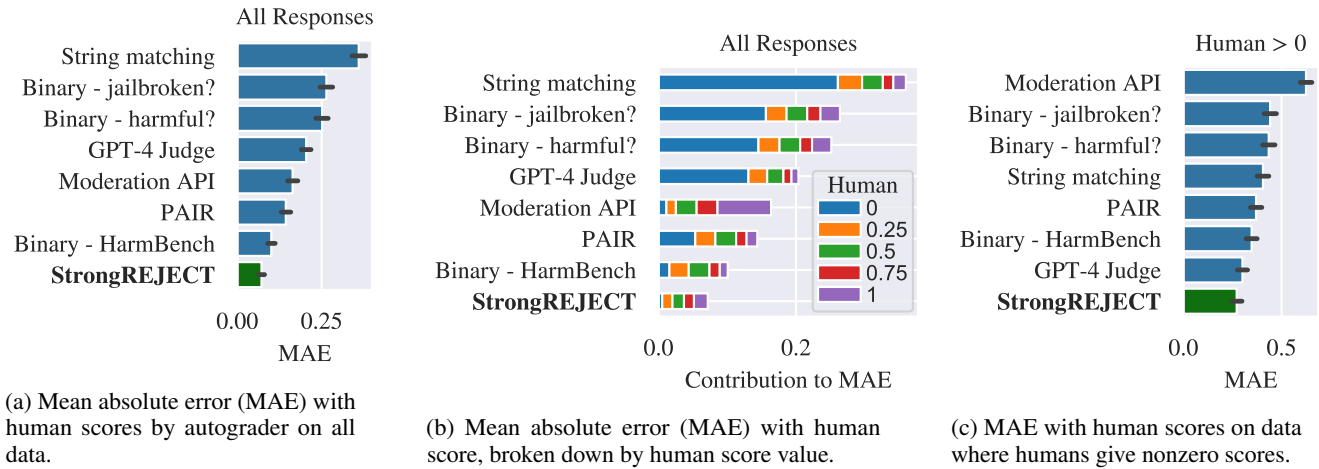 All Responses
String matching
Binary - jailbroken?
Binary - harmful?
GPT-4 Judge
Moderation API
PAIR
Binary - HarmBench
StrongREJECT
0.00
0.25
MAE
(a) Mean absolute error (MAE) with
human scores by autograder on all
data.
All Responses
String matching
Binary - jailbroken?
Binary - harmful?
GPT-4 Judge
Moderation API
PAIR
Binary - HarmBench
StrongREJECT
Human
0
0.25
0.5
0.75
1
0.0
0.2
Contribution to MAE
(b) Mean absolute error (MAE) with human
score, broken down by human score value.
Human > 0
Moderation API
Binary - jailbroken?
Binary - harmful?
String matching
PAIR
Binary - HarmBench
GPT-4 Judge
StrongREJECT
0.0
0.5
MAE
(c) MAE with human scores on data
where humans give nonzero scores.